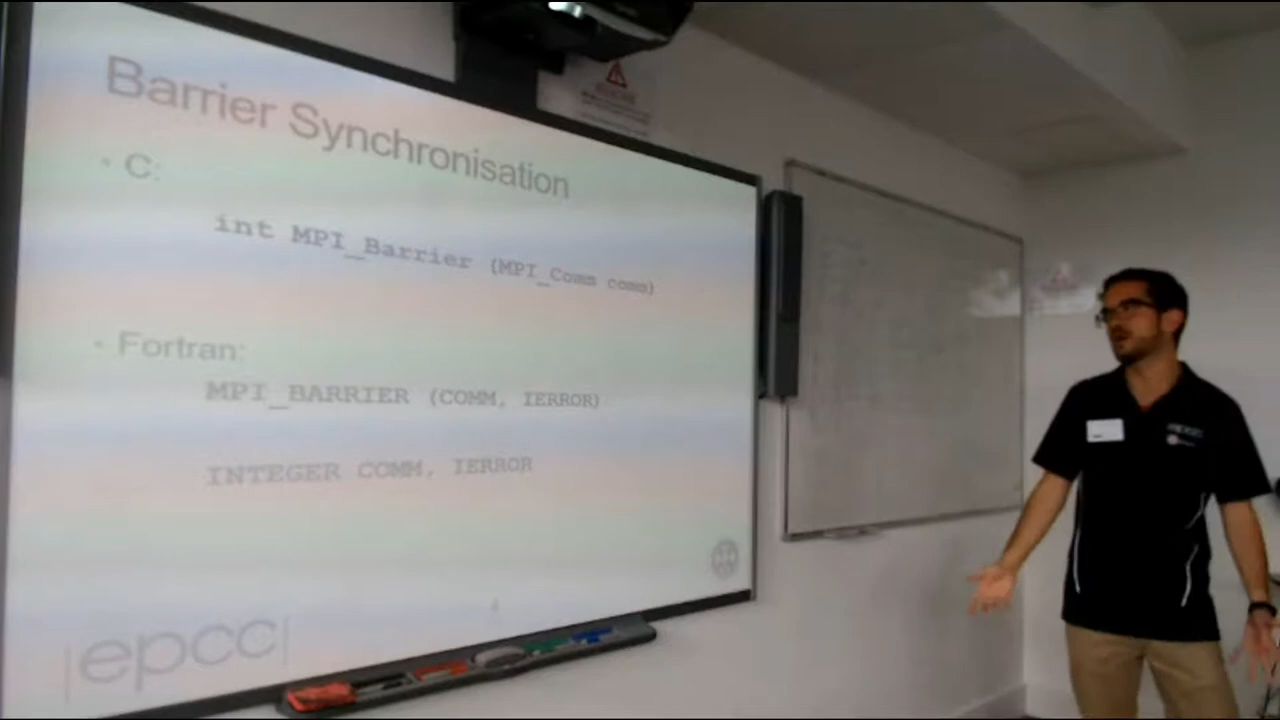 Barrier Synchronisation
• C:
int MPI_Barrier (MPI_Comm comm)
• Fortran:
MPI_BARRIER (COMM, IERROR)
INTEGER COMM, IERROR
|epcc|